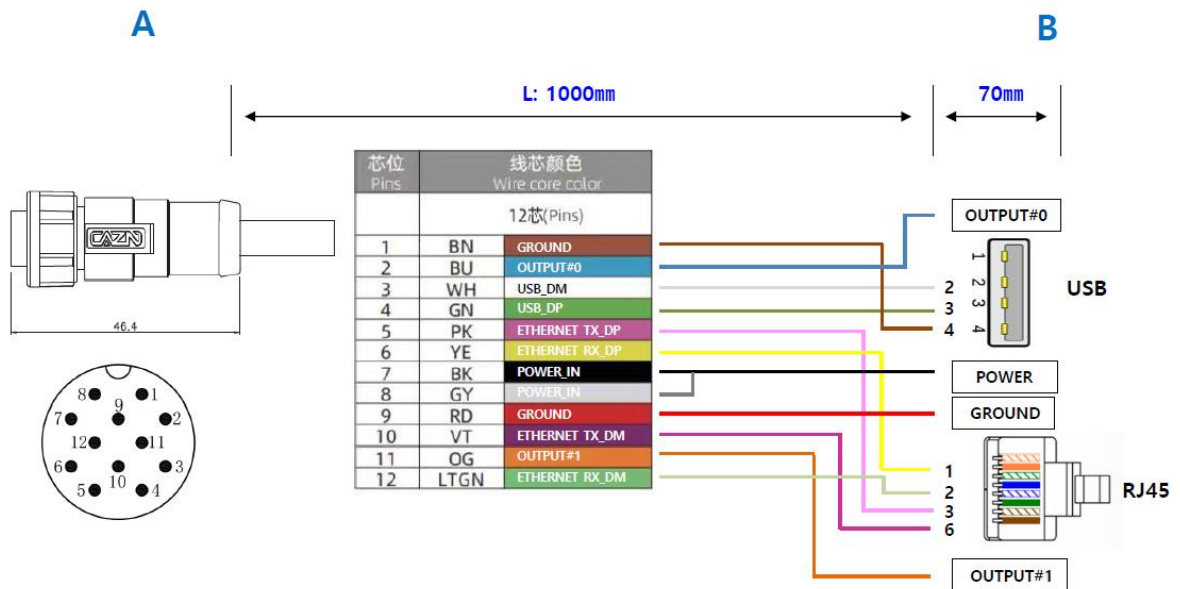 A
B
L: 1000mm
70mm
芯位 线芯颜色
Pins Wire core color
12芯(Pins)
1 BN GROUND
2 BU OUTPUT#0
3 WH USB_DM
4 GN USB_DP
5 PK ETHERNET TX_DP
6 YE ETHERNET RX_DP
7 BK POWER_IN
8 GY POWER_IN
9 RD GROUND
10 VT ETHERNET TX_DM
11 OG OUTPUT#1
12 LTGN ETHERNET RX_DM
CAZN
46.4
8 1
9
7 2
12 11
6 3
10
5 4
OUTPUT#0
1
2 2
3 3
4 4
USB
POWER
GROUND
1
2
3
6
RJ45
OUTPUT#1